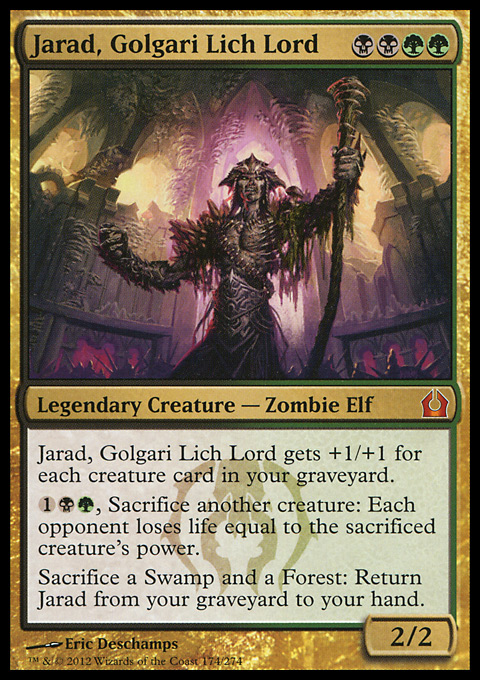 Jarad, Golgari Lich Lord
Legendary Creature — Zombie Elf
Jarad, Golgari Lich Lord gets +1/+1 for
each creature card in your graveyard.
1, Sacrifice another creature: Each
opponent loses life equal to the sacrificed
creature's power.
Sacrifice a Swamp and a Forest: Return
Jarad from your graveyard to your hand.
2/2
Eric Deschamps
™ & © 2012 Wizards of the Coast 174/274